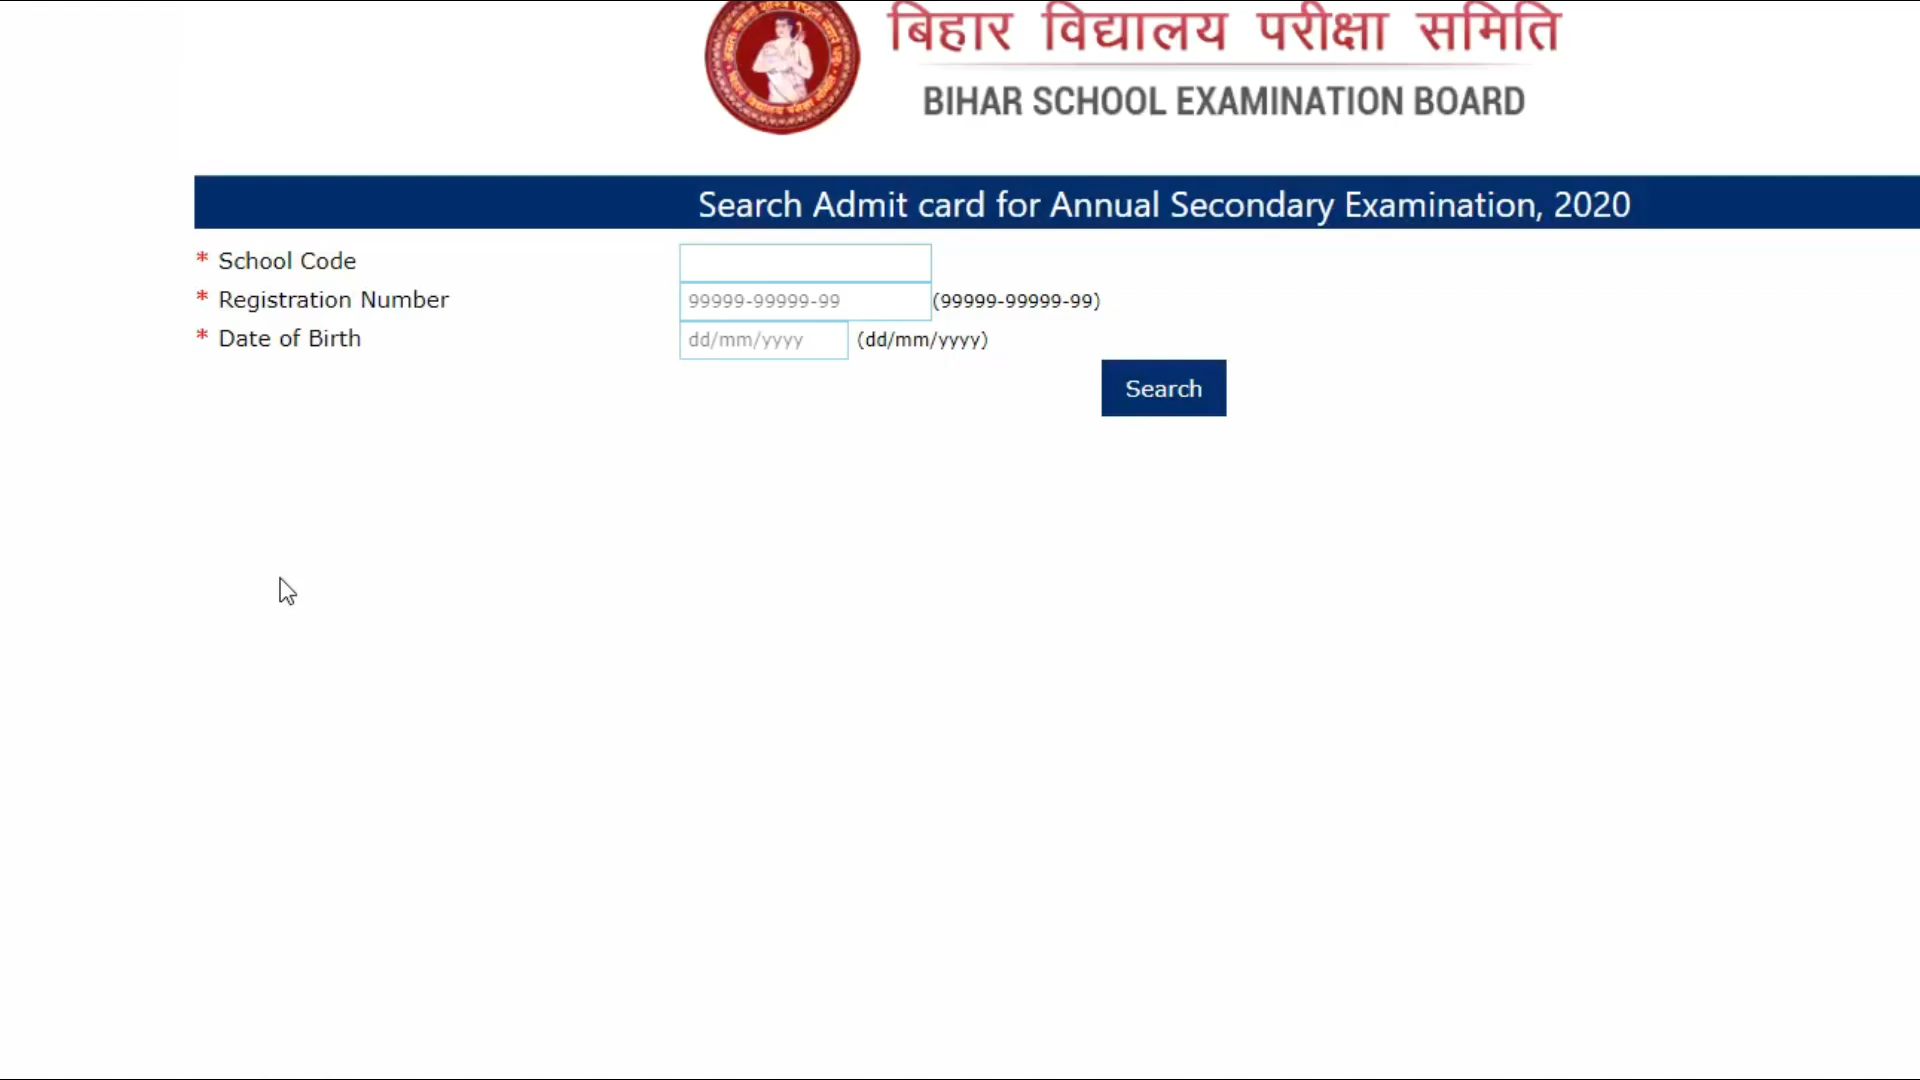 बिहार विद्यालय परीक्षा समिति
BIHAR SCHOOL EXAMINATION BOARD
Search Admit card for Annual Secondary Examination, 2020
* School Code
* Registration Number 99999-99999-99 (99999-99999-99)
* Date of Birth dd/mm/yyyy (dd/mm/yyyy)
Search